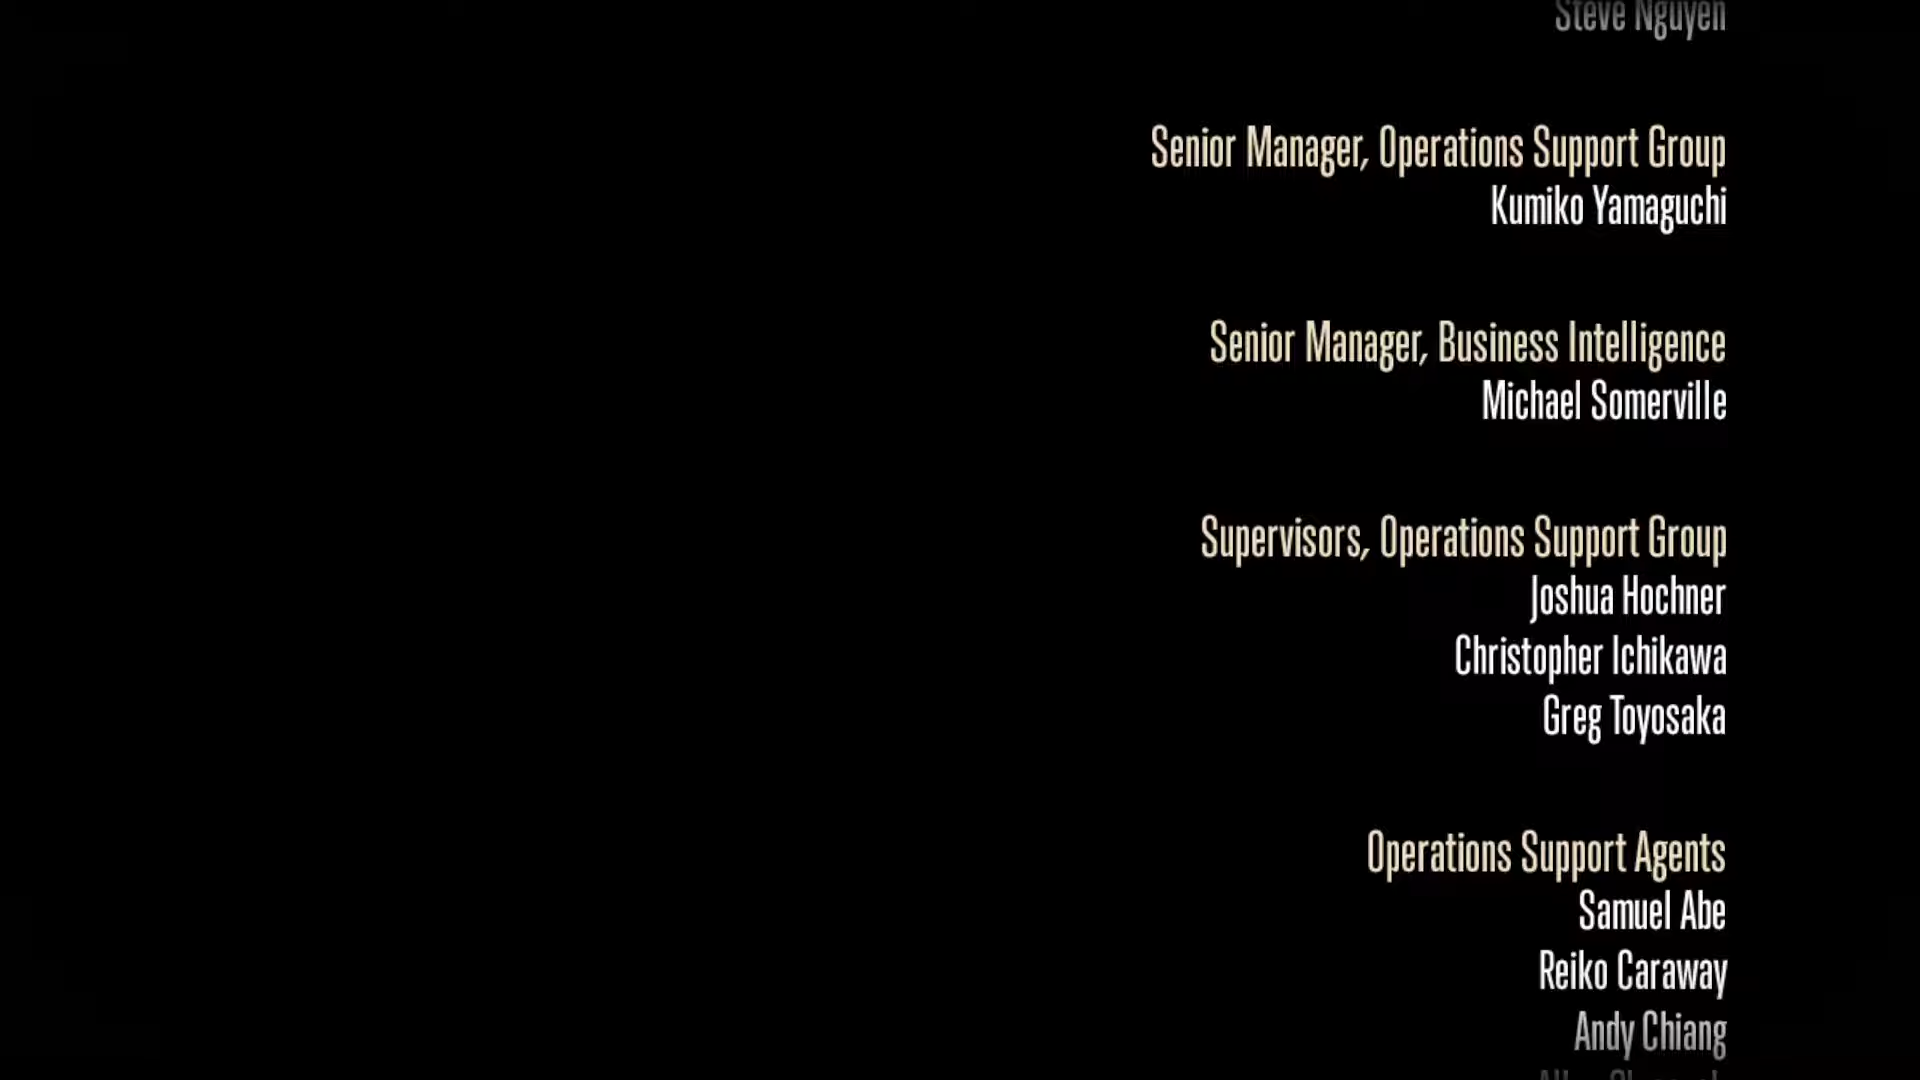 Steve Nguyen
Senior Manager, Operations Support Group
Kumiko Yamaguchi
Senior Manager, Business Intelligence
Michael Somerville
Supervisors, Operations Support Group
Joshua Hochner
Christopher Ichikawa
Greg Toyosaka
Operations Support Agents
Samuel Abe
Reiko Caraway
Andy Chiang